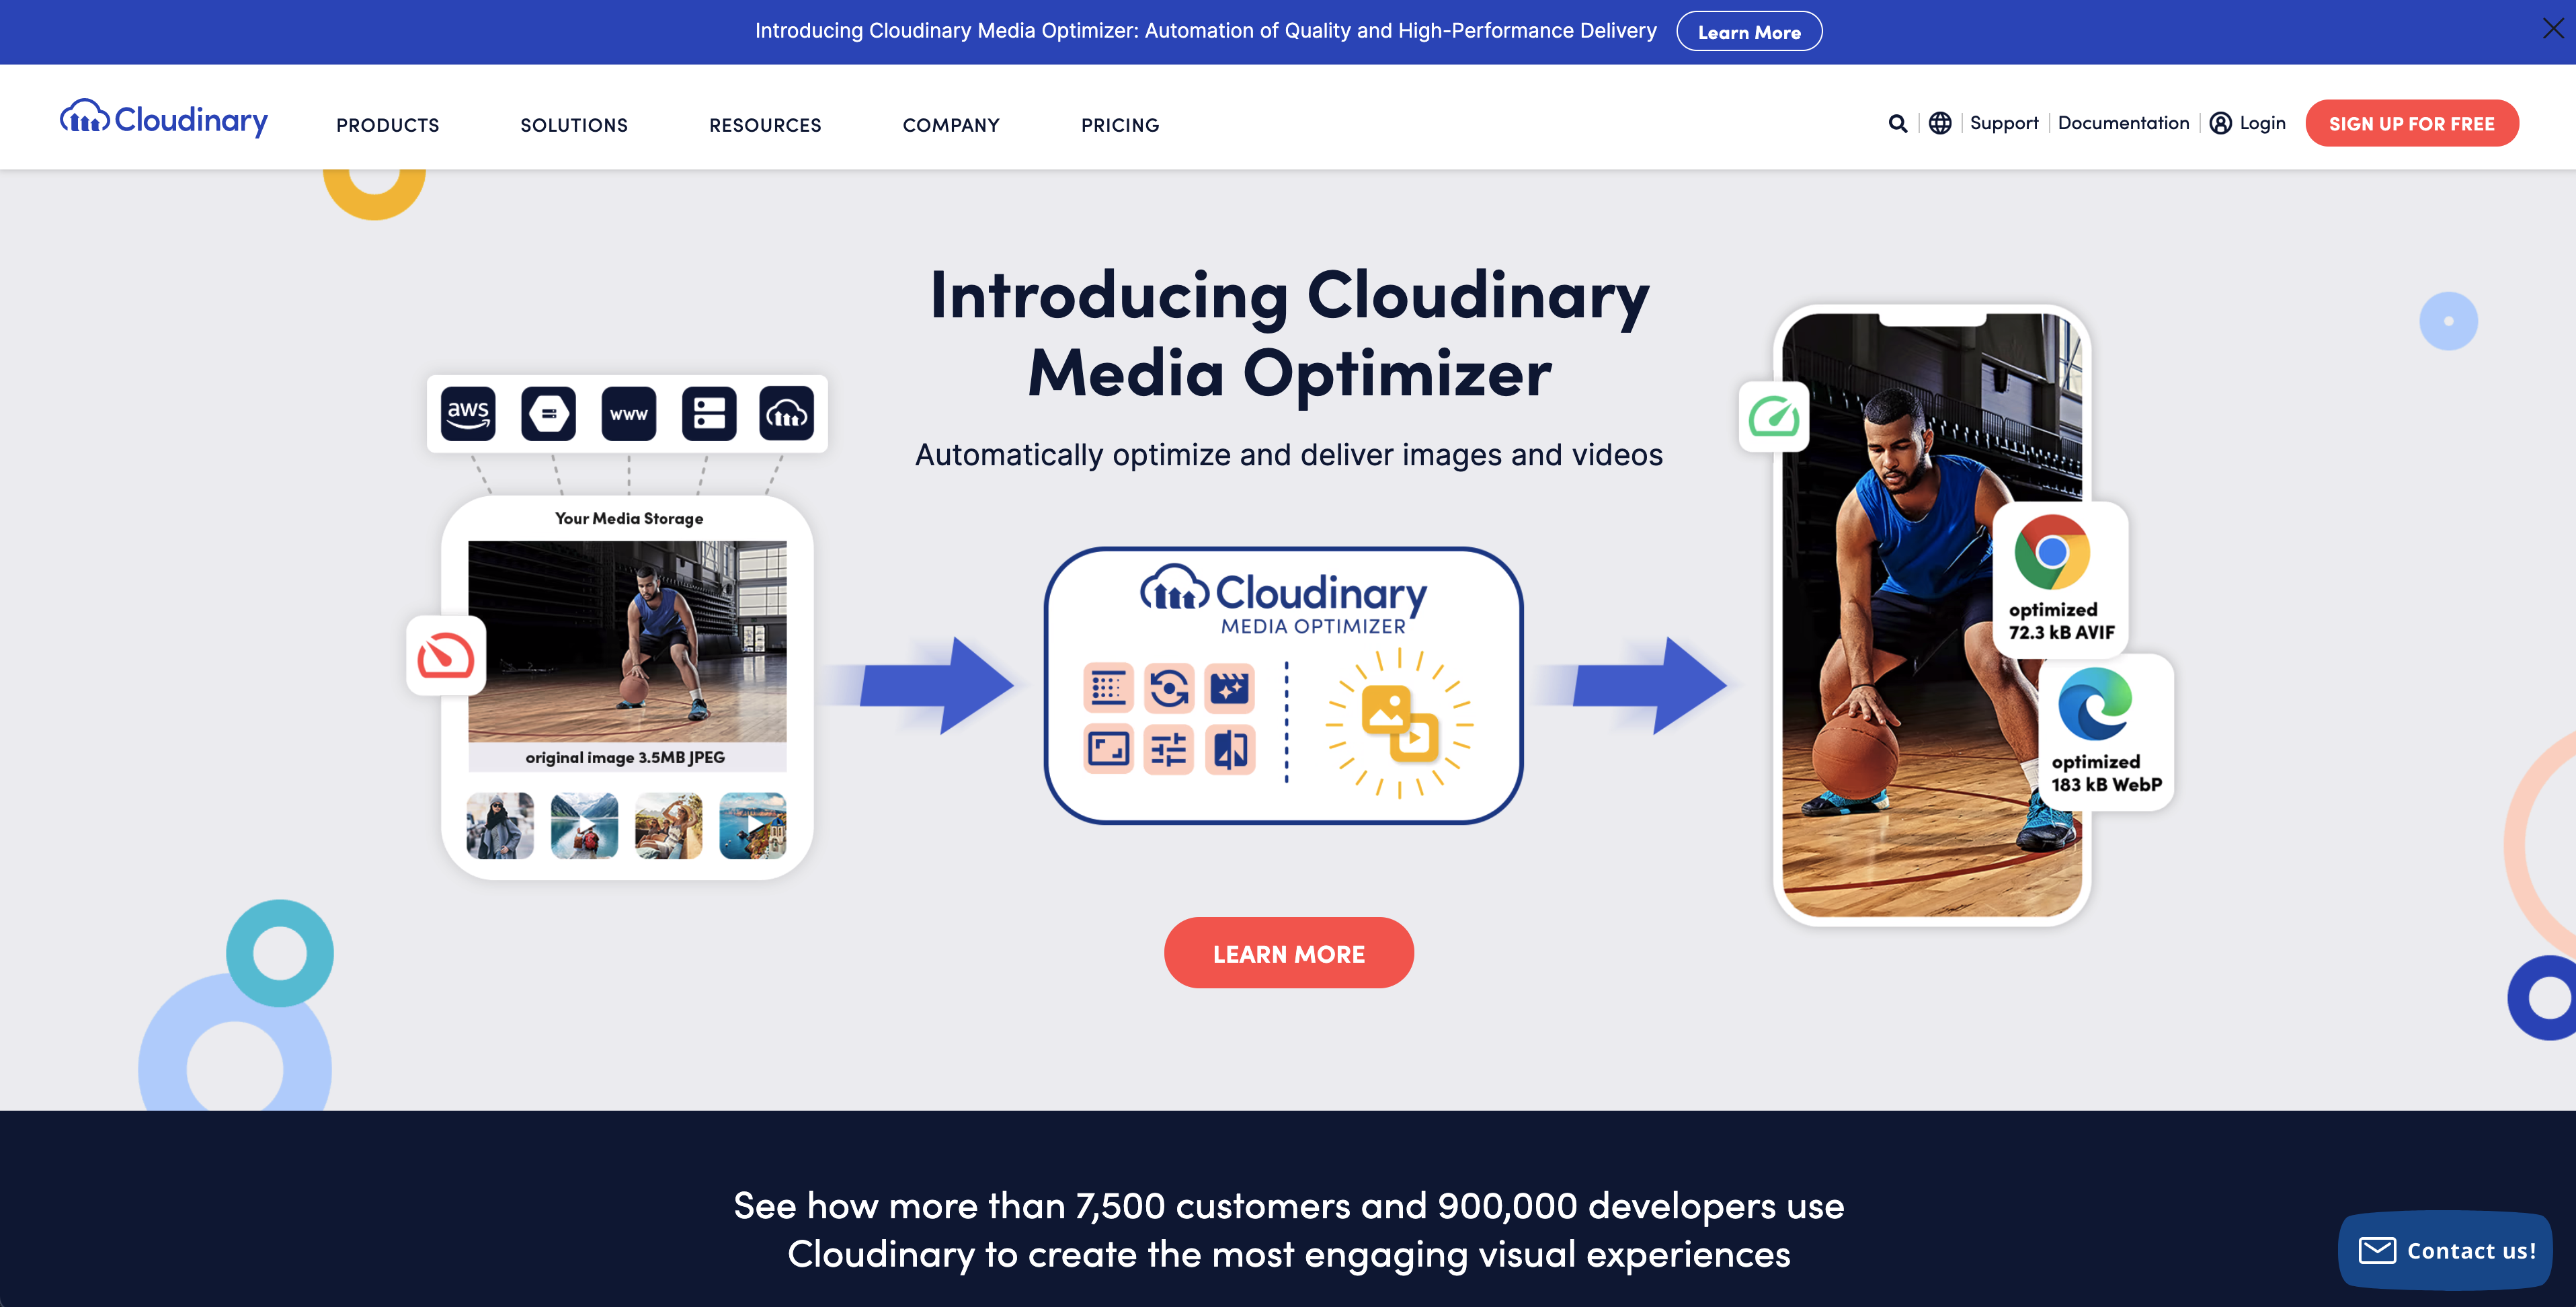 Introducing Cloudinary Media Optimizer: Automation of Quality and High-Performance Delivery
Learn More
Cloudinary
PRODUCTS
SOLUTIONS
RESOURCES
COMPANY
PRICING
Support
Documentation
Login
SIGN UP FOR FREE
Introducing Cloudinary
Media Optimizer
Automatically optimize and deliver images and videos
aws
www
Your Media Storage
original image 3.5MB JPEG
Cloudinary
MEDIA OPTIMIZER
optimized
72.3 kB AVIF
optimized
183 kB WebP
LEARN MORE
See how more than 7,500 customers and 900,000 developers use
Cloudinary to create the most engaging visual experiences
Contact us!